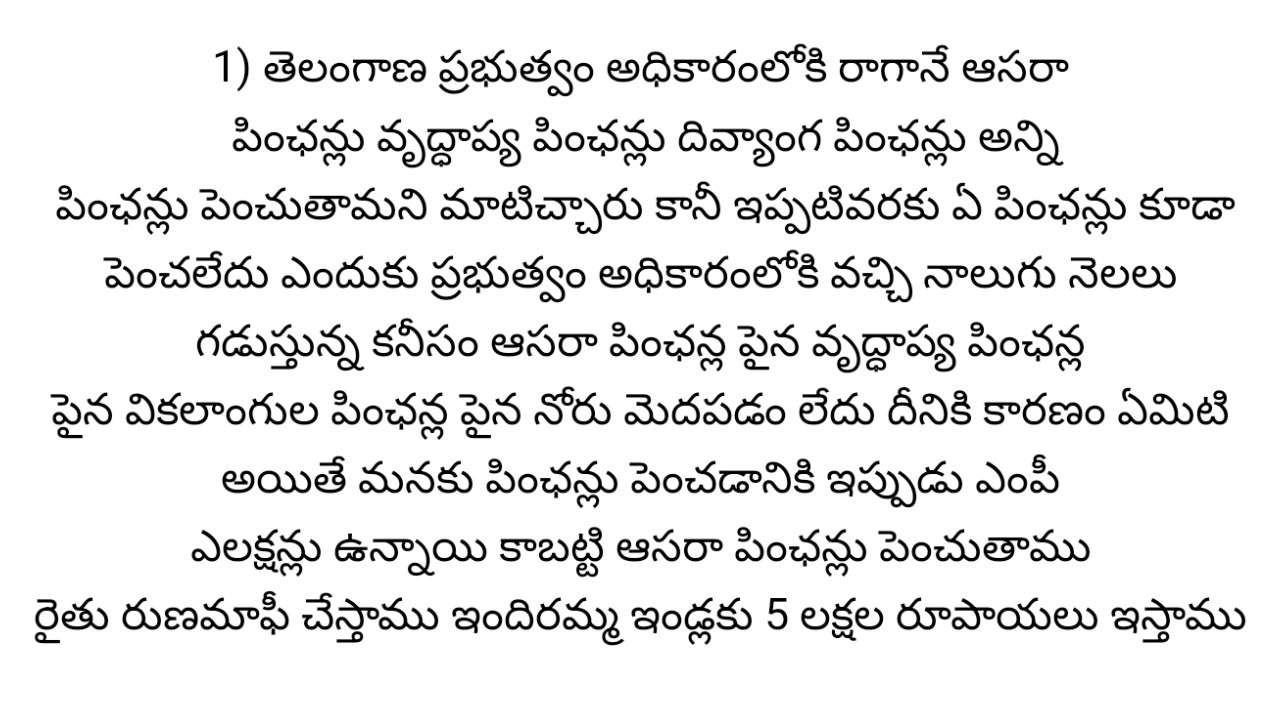 1) తెలంగాణ ప్రభుత్వం అధికారంలోకి రాగానే ఆసరా
పింఛన్లు వృద్ధాప్య పింఛన్లు దివ్యాంగ పింఛన్లు అన్ని
పింఛన్లు పెంచుతామని మాటిచ్చారు కానీ ఇప్పటివరకు ఏ పింఛన్లు కూడా
పెంచలేదు ఎందుకు ప్రభుత్వం అధికారంలోకి వచ్చి నాలుగు నెలలు
గడుస్తున్న కనీసం ఆసరా పింఛన్ల పైన వృద్ధాప్య పింఛన్ల
పైన వికలాంగుల పింఛన్ల పైన నోరు మెదపడం లేదు దీనికి కారణం ఏమిటి
అయితే మనకు పింఛన్లు పెంచడానికి ఇప్పుడు ఎంపీ
ఎలక్షన్లు ఉన్నాయి కాబట్టి ఆసరా పింఛన్లు పెంచుతాము
రైతు రుణమాఫీ చేస్తాము ఇందిరమ్మ ఇండ్లకు 5 లక్షల రూపాయలు ఇస్తాము